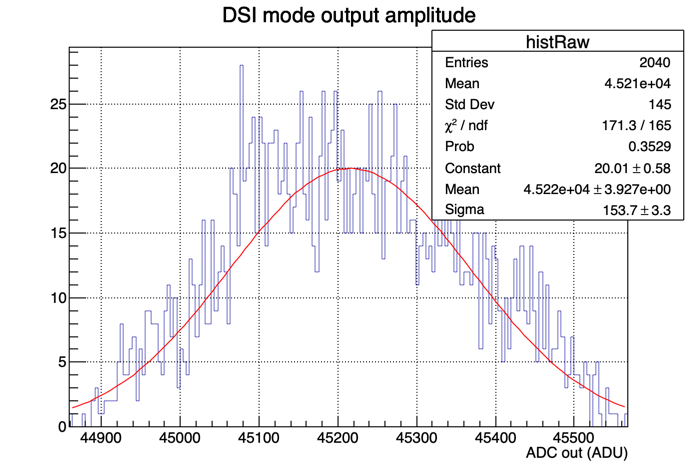 DSI mode output amplitude
histRaw
Entries 2040
Mean 4.521e+04
Std Dev 145
χ² / ndf 171.3 / 165
Prob 0.3529
Constant 20.01 ± 0.58
Mean 4.522e+04 ± 3.927e+00
Sigma 153.7 ± 3.3
25
20
15
10
5
0
44900 45000 45100 45200 45300 45400 45500
ADC out (ADU)